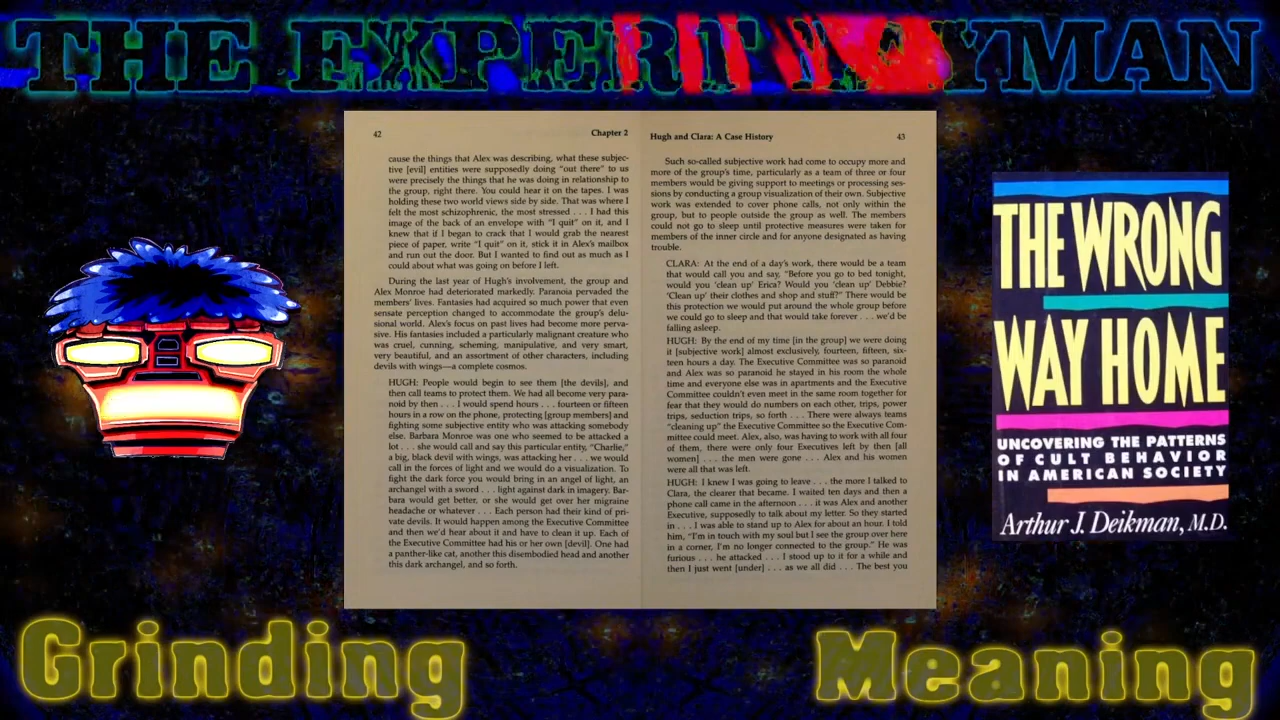 THE EXPERT LAYMAN
42
Chapter 2
cause the things that Alex was describing, what these subjec-
tive [evil] entities were supposedly doing "out there" to us
were precisely the things that he was doing in relationship to
the group, right there. You could hear it on the tapes. I was
holding these two world views side by side. That was where I
felt the most schizophrenic, the most stressed . . . I had this
image of the back of an envelope with "I quit" on it, and I
knew that if I began to crack that I would grab the nearest
piece of paper, write "I quit" on it, stick it in Alex's mailbox
and run out the door. But I wanted to find out as much as I
could about what was going on before I left.
During the last year of Hugh's involvement, the group and
Alex Monroe had deteriorated markedly. Paranoia pervaded the
members' lives. Fantasies had acquired so much power that even
sensate perception changed to accommodate the group's delu-
sional world. Alex's focus on past lives had become more perva-
sive. His fantasies included a particularly malignant creature who
was cruel, cunning, scheming, manipulative, and very smart,
very beautiful, and an assortment of other characters, including
devils with wings—a complete cosmos.
HUGH: People would begin to see them [the devils], and
then call teams to protect them. We had all become very para-
noid by then . . . I would spend hours . . . fourteen or fifteen
hours in a row on the phone, protecting [group members] and
fighting some subjective entity who was attacking somebody
else. Barbara Monroe was one who seemed to be attacked a
lot . . . she would call and say this particular entity, "Charlie,"
a big, black devil with wings, was attacking her . . . we would
call in the forces of light and we would do a visualization. To
fight the dark force you would bring in an angel of light, an
archangel with a sword . . . light against dark in imagery. Bar-
bara would get better, or she would get over her migraine
headache or whatever . . . Each person had their kind of pri-
vate devils. It would happen among the Executive Committee
and then we'd hear about it and have to clean it up. Each of
the Executive Committee had his or her own [devil]. One had
a panther-like cat, another this disembodied head and another
this dark archangel, and so forth.
Hugh and Clara: A Case History
43
Such so-called subjective work had come to occupy more and
more of the group's time, particularly as a team of three or four
members would be giving support to meetings or processing ses-
sions by conducting a group visualization of their own. Subjective
work was extended to cover phone calls, not only within the
group, but to people outside the group as well. The members
could not go to sleep until protective measures were taken for
members of the inner circle and for anyone designated as having
trouble.
CLARA: At the end of a day's work, there would be a team
that would call you and say, "Before you go to bed tonight,
would you 'clean up' Erica? Would you 'clean up' Debbie?
'Clean up' their clothes and shop and stuff?" There would be
this protection we would put around the whole group before
we could go to sleep and that would take forever . . . we'd be
falling asleep.
HUGH: By the end of my time [in the group] we were doing
it [subjective work] almost exclusively, fourteen, fifteen, six-
teen hours a day. The Executive Committee was so paranoid
and Alex was so paranoid he stayed in his room the whole
time and everyone else was in apartments and the Executive
Committee couldn't even meet in the same room together for
fear that they would do numbers on each other, trips, power
trips, seduction trips, so forth . . . There were always teams
"cleaning up" the Executive Committee so the Executive Com-
mittee could meet. Alex, also, was having to work with all four
of them, there were only four Executives left by then [all
women] . . . the men were gone . . . Alex and his women
were all that was left.
HUGH: I knew I was going to leave . . . the more I talked to
Clara, the clearer that became. I waited ten days and then a
phone call came in the afternoon . . . it was Alex and another
Executive, supposedly to talk about my letter. So they started
in . . . I was able to stand up to Alex for about an hour. I told
him, "I'm in touch with my soul but I see the group over here
in a corner, I'm no longer connected to the group." He was
furious . . . he attacked . . . I stood up to it for a while and
then I just went [under] . . . as we all did . . . The best you
THE WRONG
WAY HOME
UNCOVERING THE PATTERNS
OF CULT BEHAVIOR
IN AMERICAN SOCIETY
Arthur J. Deikman, M.D.
Grinding
Meaning